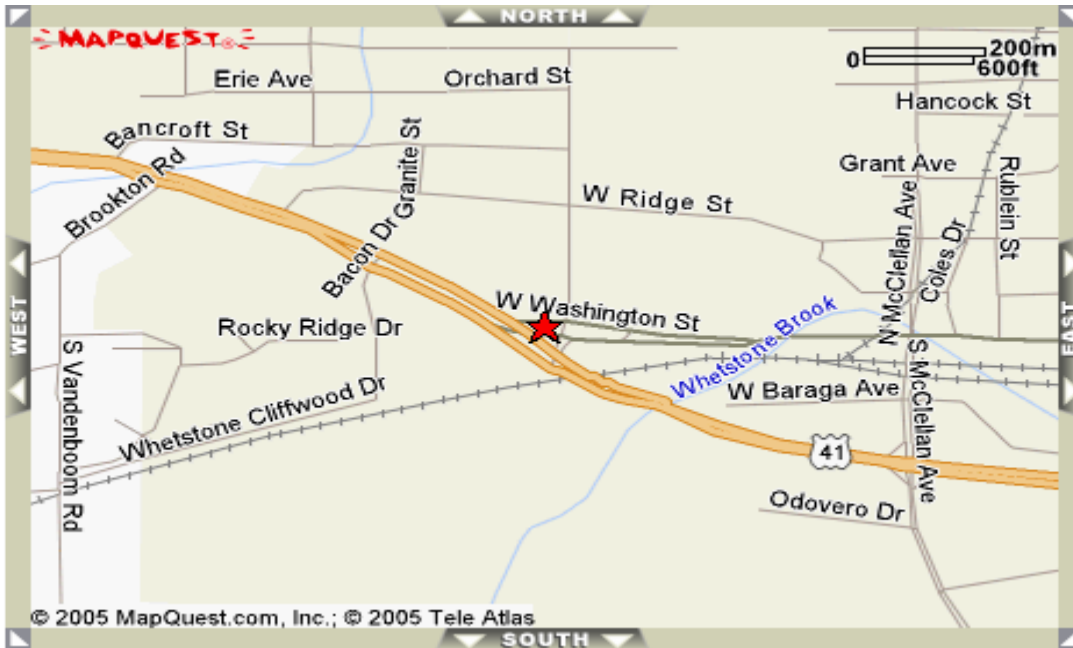 NORTH
MAPQUEST®
0 200m
600ft
Erie Ave
Orchard St
Hancock St
Bancroft St
Granite St
Grant Ave
Brookton Rd
Rublein St
W Ridge St
N McClellan Ave
Coles Dr
Bacon Dr
WEST
EAST
W Washington St
Rocky Ridge Dr
Whetstone Brook
S Vandenboom Rd
S McClellan Ave
W Baraga Ave
Whetstone Cliffwood Dr
41
Odovero Dr
© 2005 MapQuest.com, Inc.; © 2005 Tele Atlas
SOUTH